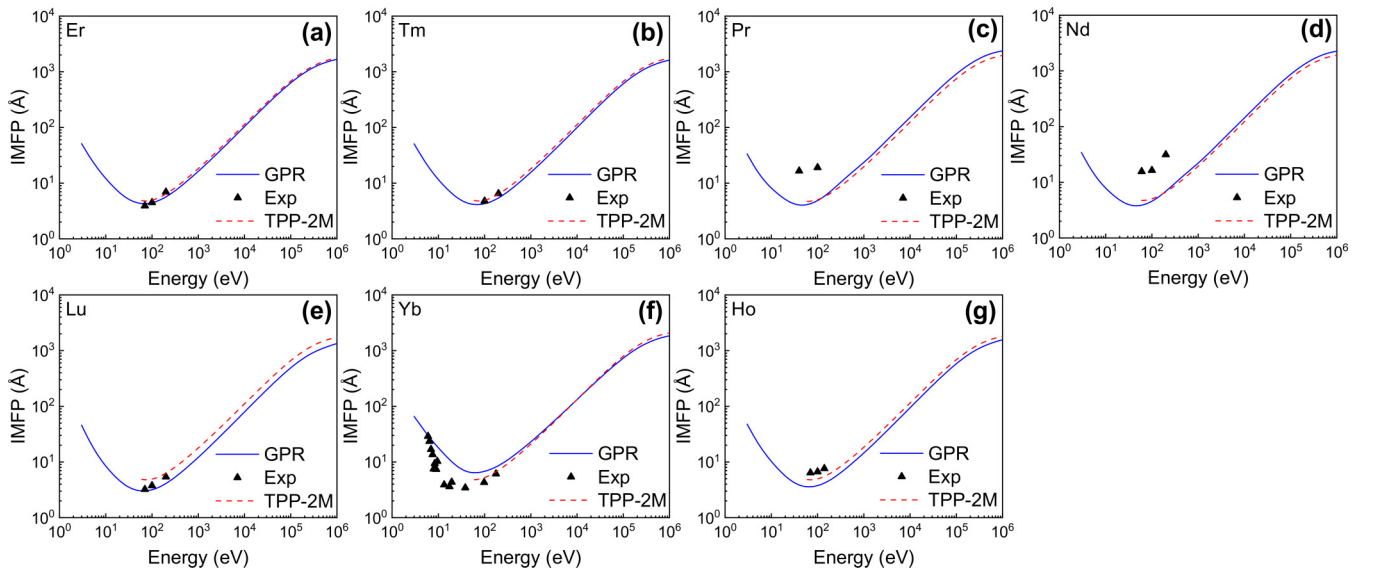 Er
(a)
10⁴
10³
10²
10¹
10⁰
IMFP (Å)
GPR
Exp
TPP-2M
10⁰ 10¹ 10² 10³ 10⁴ 10⁵ 10⁶
Energy (eV)
Tm
(b)
10⁴
10³
10²
10¹
10⁰
IMFP (Å)
GPR
Exp
TPP-2M
10⁰ 10¹ 10² 10³ 10⁴ 10⁵ 10⁶
Energy (eV)
Pr
(c)
10⁴
10³
10²
10¹
10⁰
IMFP (Å)
GPR
Exp
TPP-2M
10⁰ 10¹ 10² 10³ 10⁴ 10⁵ 10⁶
Energy (eV)
Nd
(d)
10⁴
10³
10²
10¹
10⁰
IMFP (Å)
GPR
Exp
TPP-2M
10⁰ 10¹ 10² 10³ 10⁴ 10⁵ 10⁶
Energy (eV)
Lu
(e)
10⁴
10³
10²
10¹
10⁰
IMFP (Å)
GPR
Exp
TPP-2M
10⁰ 10¹ 10² 10³ 10⁴ 10⁵ 10⁶
Energy (eV)
Yb
(f)
10⁴
10³
10²
10¹
10⁰
IMFP (Å)
GPR
Exp
TPP-2M
10⁰ 10¹ 10² 10³ 10⁴ 10⁵ 10⁶
Energy (eV)
Ho
(g)
10⁴
10³
10²
10¹
10⁰
IMFP (Å)
GPR
Exp
TPP-2M
10⁰ 10¹ 10² 10³ 10⁴ 10⁵ 10⁶
Energy (eV)